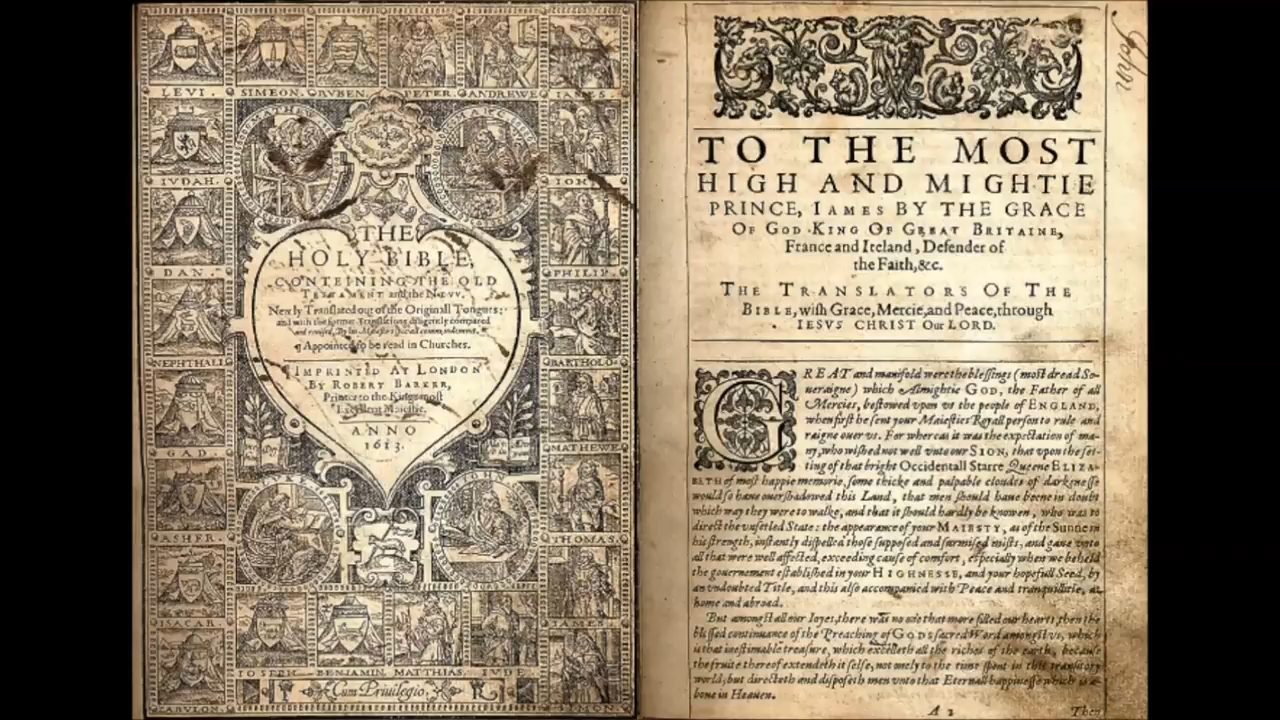 LEVI. SIMEON. RVBEN. PETER. ANDREWE. IAMES.
IVDAH. IOHN
DAN. PHILIP.
NEPHTHALI BARTHOLO.
GAD. MATHEWE
ASHER. THOMAS.
ISACAR. IAMES.
IOSEPH. BENJAMIN. MATTHIAS. IVDE
ZABVLON. SIMON.
THE
HOLY BIBLE,
CONTEINING THE OLD
TESTAMENT and the NEVV.
Newly Translated out of the Originall Tongues:
and with the former Translations diligently compared
and reuised, By his Maiesties speciall commandement.
¶ Appointed to be read in Churches.
¶ IMPRINTED AT LONDON
BY ROBERT BARKER,
Printer to the Kings most
Excellent Maiestie.
ANNO
1613.
Cum Priuilegio
John
TO THE MOST
HIGH AND MIGHTIE
PRINCE, IAMES BY THE GRACE
OF GOD KING OF GREAT BRITAINE,
France and Ireland, Defender of
the Faith, &c.
THE TRANSLATORS OF THE
BIBLE, wish Grace, Mercie, and Peace, through
IESVS CHRIST Our LORD.
GREAT and manifold were the blessings (most dread So-
ueraigne) which Almightie GOD, the Father of all
Mercies, bestowed vpon vs the people of ENGLAND,
when first he sent your Maiesties Royall person to rule and
raigne ouer vs. For whereas it was the expectation of ma-
ny, who wished not well vnto our SION, that vpon the set-
ting of that bright Occidentall Starre Queene ELIZA-
BETH of most happie memorie, some thicke and palpable cloudes of darkenesse
would so haue ouershadowed this Land, that men should haue beene in doubt
which way they were to walke, and that it should hardly be knowen, who was to
direct the vnsetled State: the appearance of your MAIESTY, as of the Sunne in
his strength, instantly dispelled those supposed and surmised mists, and gaue vnto
all that were well affected, exceeding cause of comfort, especially when we beheld
the gouernement established in your HIGHNESSE, and your hopefull Seed, by
an vndoubted Title, and this also accompanied with Peace and tranquillitie, at
home and abroad.
But amongst all our Ioyes, there was no one that more filled our hearts, then the
blessed continuance of the Preaching of GODS sacred Word amongst vs, which
is that inestimable treasure, which excelleth all the riches of the earth, because
the fruite thereof extendeth it selfe, not onely to the time spent in this transitory
world, but directeth and disposeth men vnto that Eternall happinesse which is a-
boue in Heauen.
A 2 Then